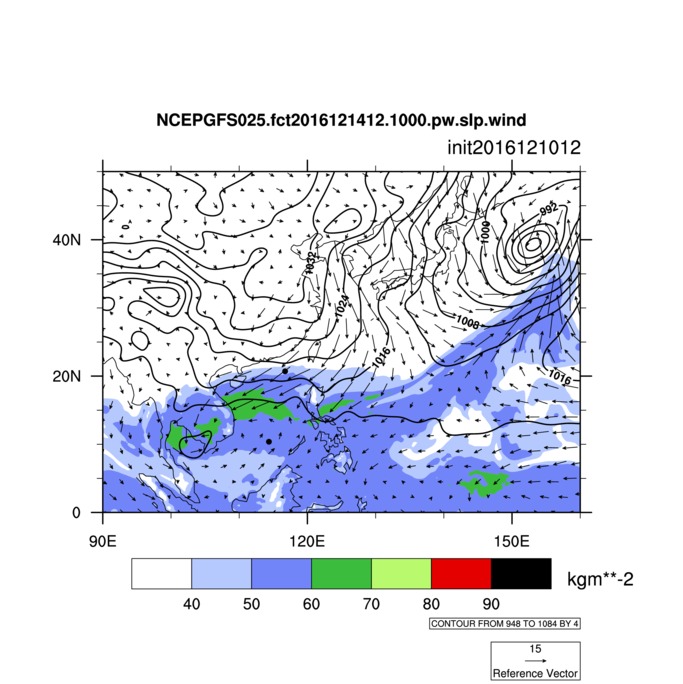 NCEPGFS025.fct2016121412.1000.pw.slp.wind
init2016121012
992
1000
40N
1032
1024
1008
1016
1016
20N
0
0
90E 120E 150E
kgm**-2
40 50 60 70 80 90
CONTOUR FROM 948 TO 1084 BY 4
15
Reference Vector